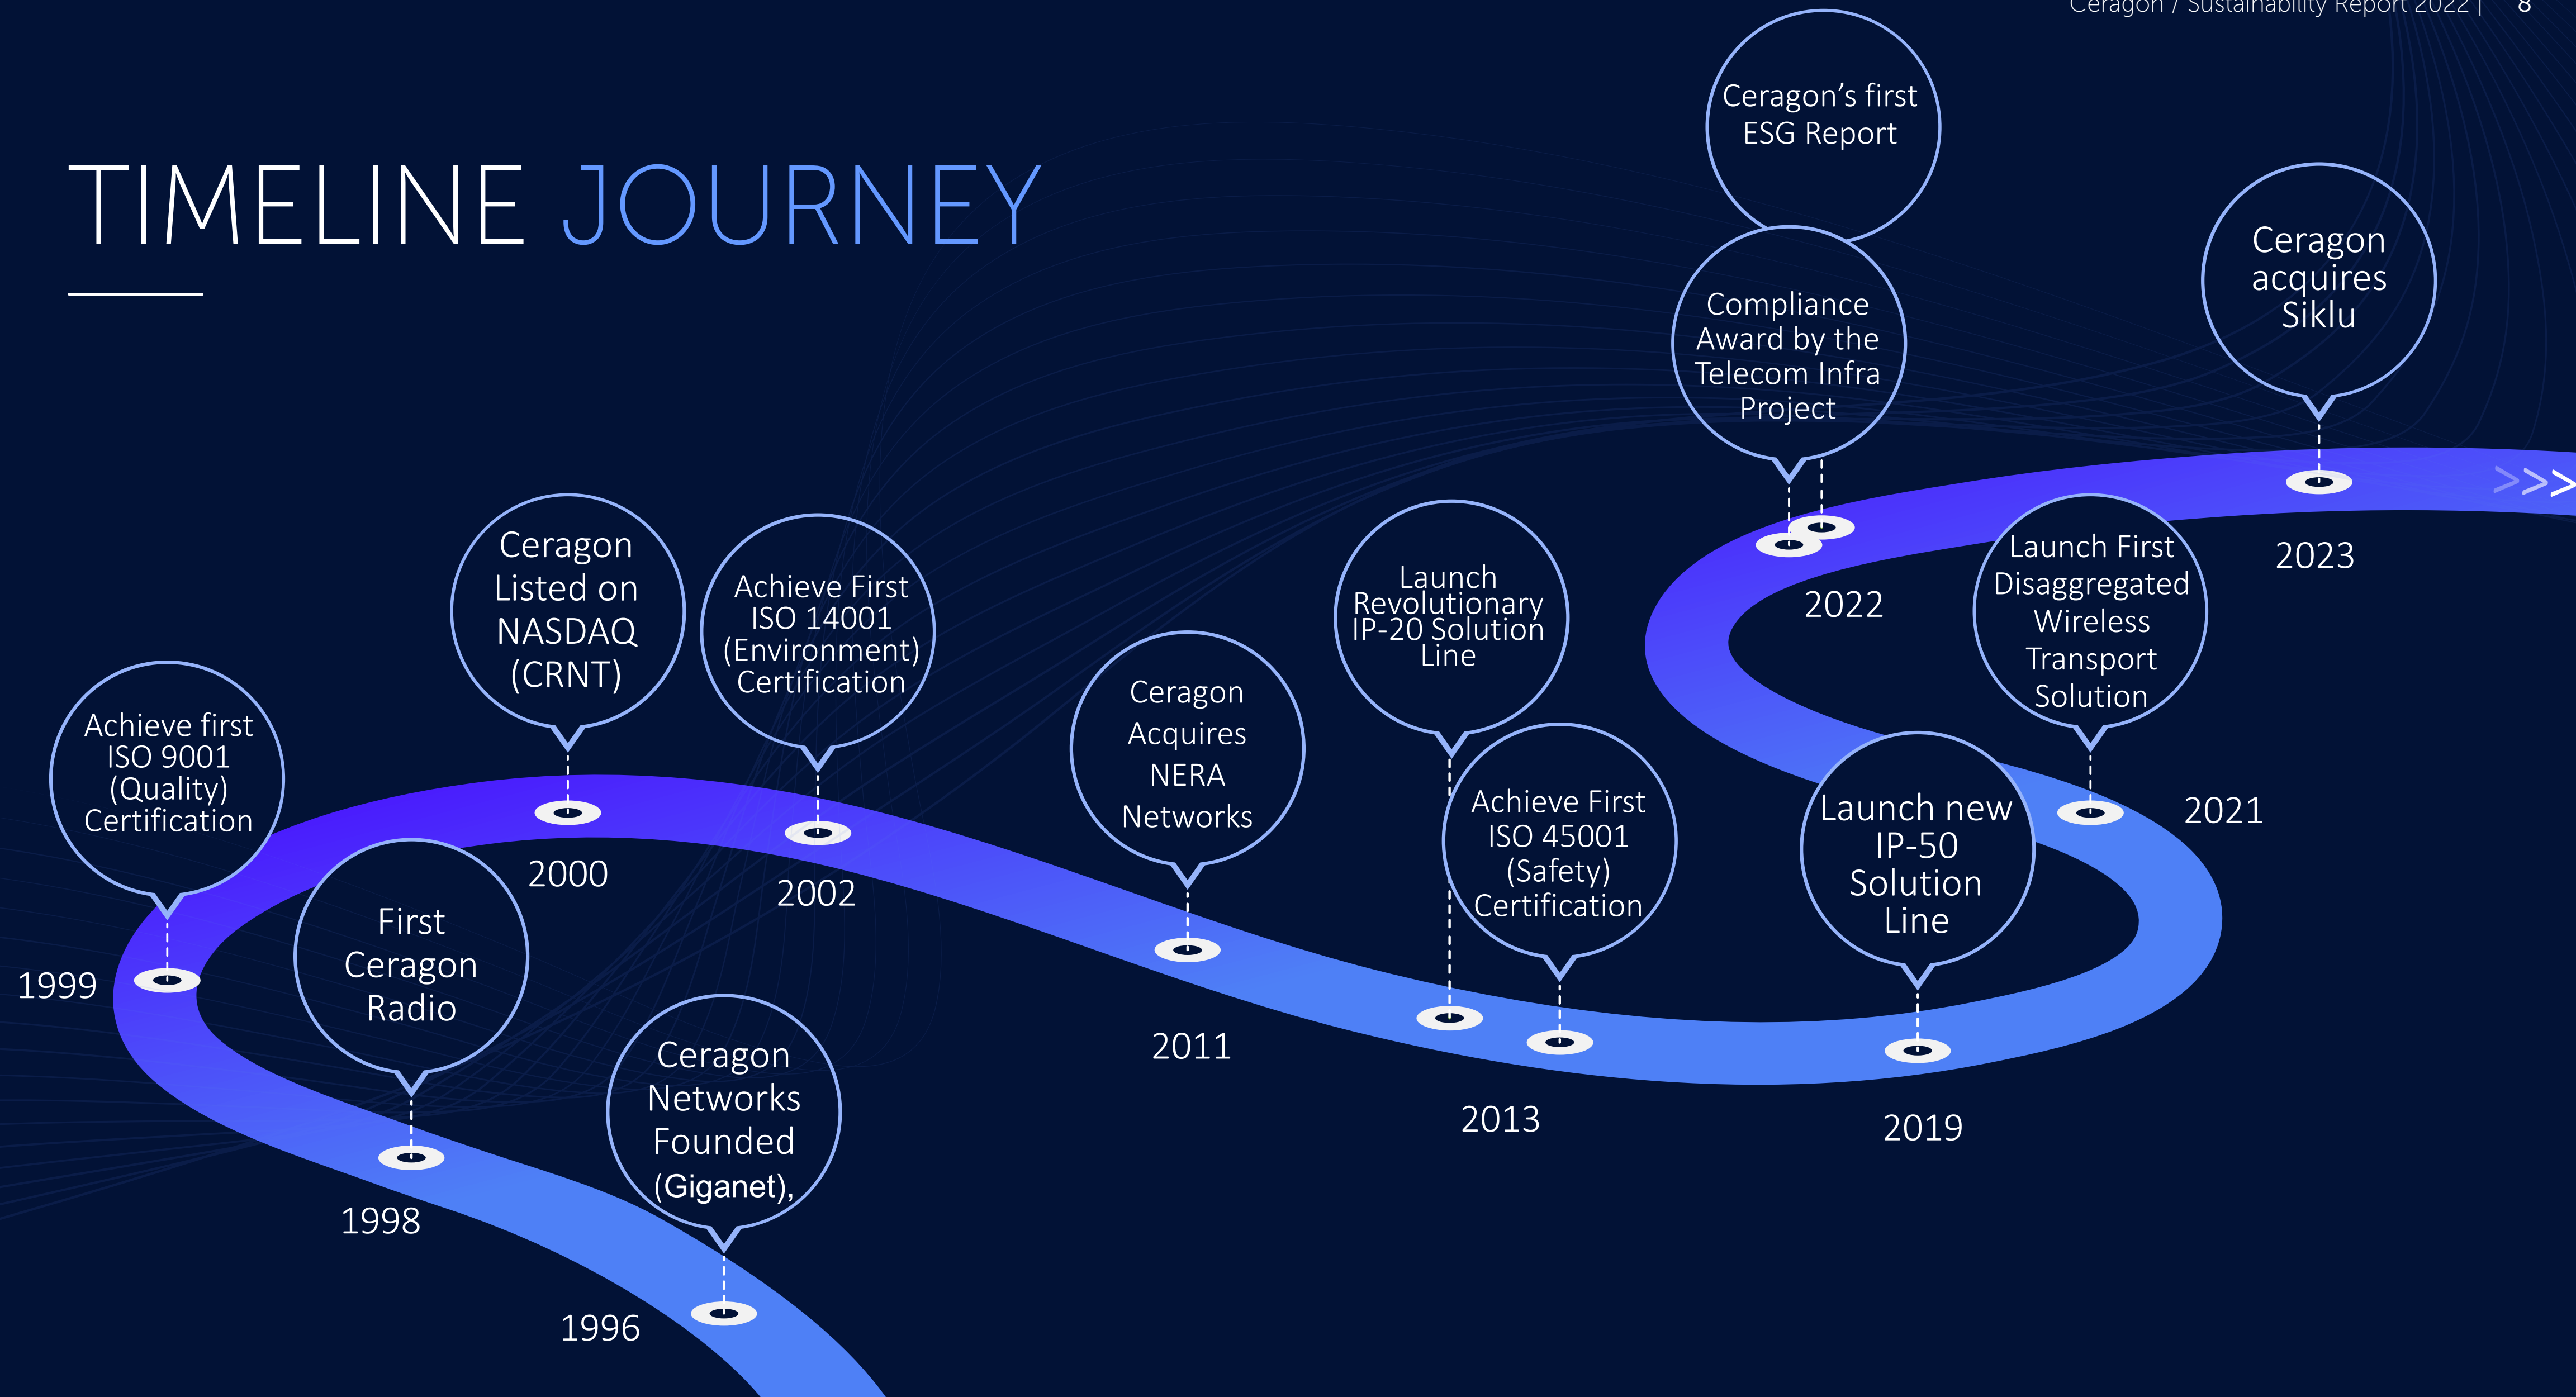 Ceragon / Sustainability Report 2022 | 8
TIMELINE JOURNEY
Ceragon's first
ESG Report
Compliance
Award by the
Telecom Infra
Project
2022
Ceragon
acquires
Siklu
2023
Launch First
Disaggregated
Wireless
Transport
Solution
2021
Launch new
IP-50
Solution
Line
2019
Launch
Revolutionary
IP-20 Solution
Line
Achieve First
ISO 45001
(Safety)
Certification
2013
Ceragon
Acquires
NERA
Networks
2011
Achieve First
ISO 14001
(Environment)
Certification
2002
Ceragon
Listed on
NASDAQ
(CRNT)
2000
Achieve first
ISO 9001
(Quality)
Certification
1999
First
Ceragon
Radio
1998
Ceragon
Networks
Founded
(Giganet),
1996
>>>